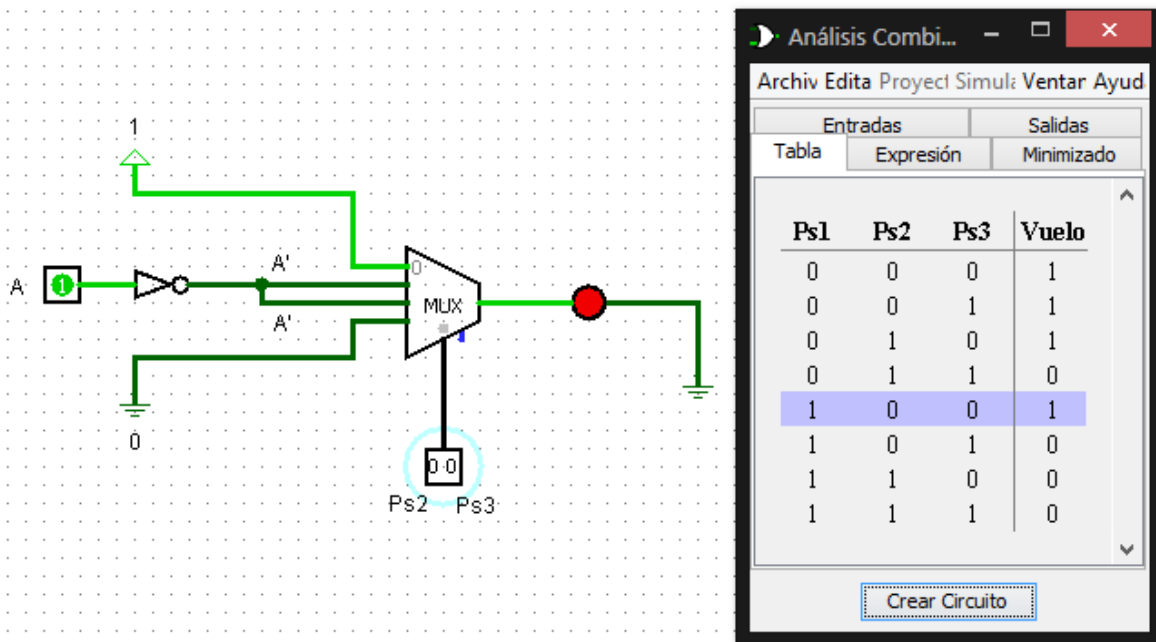 1
A
1
A'
A'
0
MUX
0
0 0
Ps2 Ps3
Análisis Combi...
Archiv Edita Proyect Simula Ventar Ayud
Entradas Salidas
Tabla Expresión Minimizado
Ps1 Ps2 Ps3 Vuelo
0 0 0 1
0 0 1 1
0 1 0 1
0 1 1 0
1 0 0 1
1 0 1 0
1 1 0 0
1 1 1 0
Crear Circuito